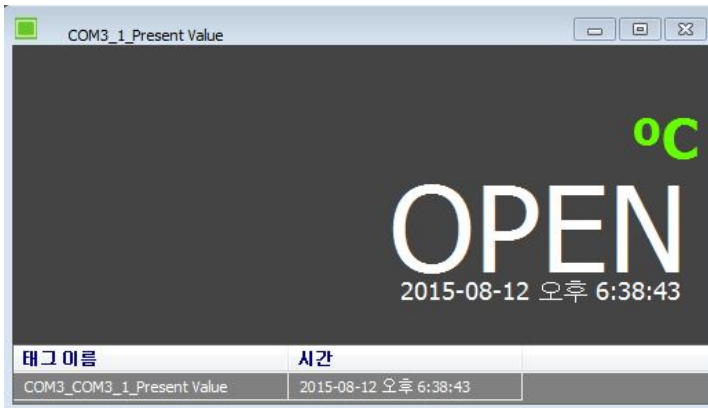 COM3_1_Present Value
ºC
OPEN
2015-08-12 오후 6:38:43
태그 이름 시간
COM3_COM3_1_Present Value 2015-08-12 오후 6:38:43